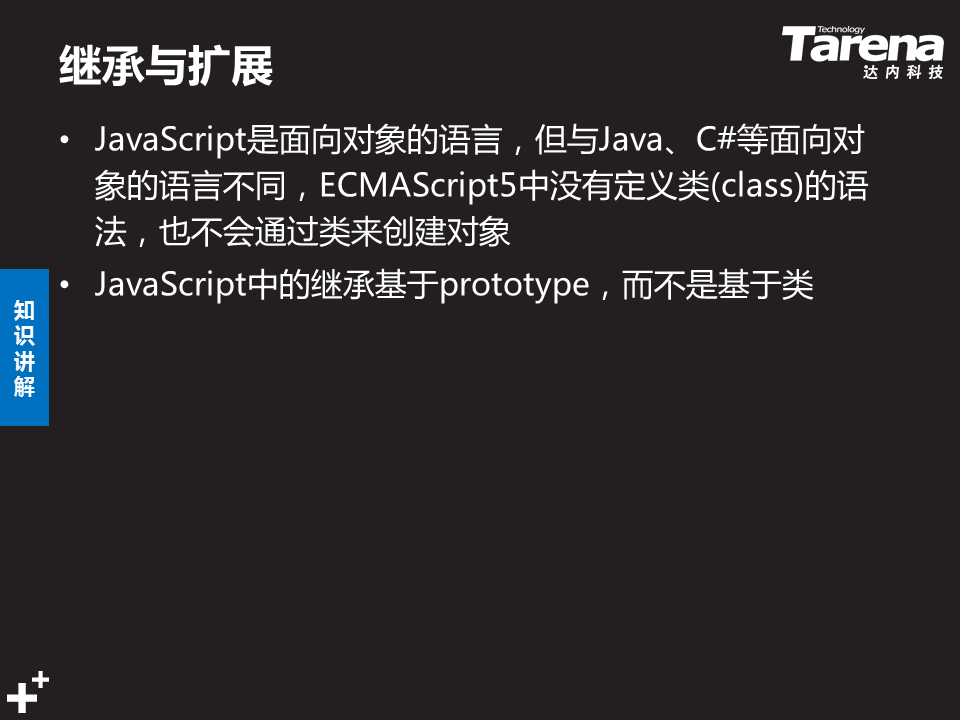 继承与扩展
Technology
Tarena
达内科技
• JavaScript是面向对象的语言，但与Java、C#等面向对
象的语言不同，ECMAScript5中没有定义类(class)的语
法，也不会通过类来创建对象
• JavaScript中的继承基于prototype，而不是基于类
知
识
讲
解